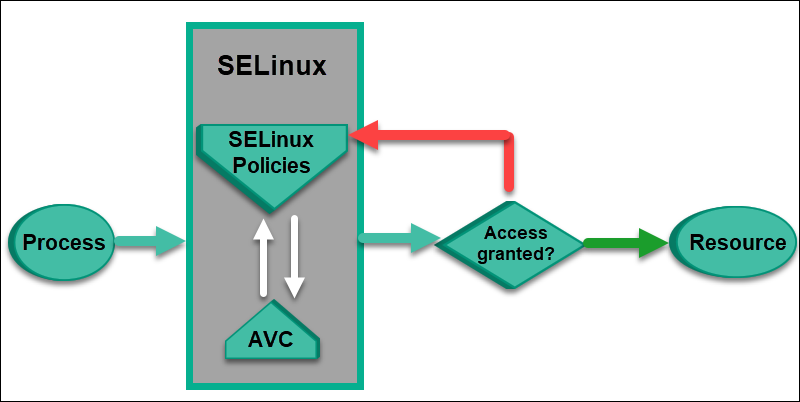 SELinux
SELinux
Policies
Process
Access
granted?
Resource
AVC